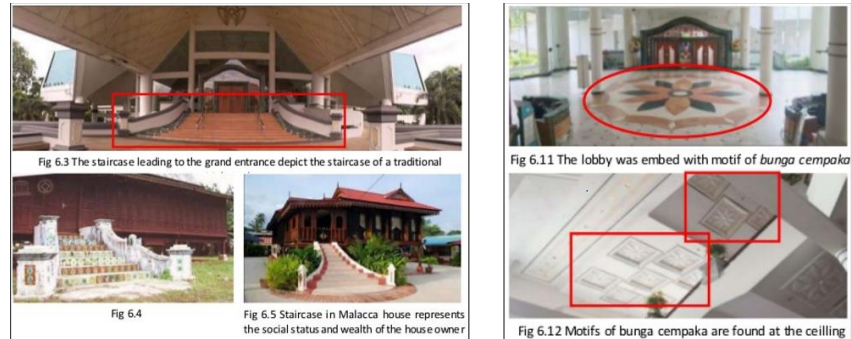 Fig 6.3 The staircase leading to the grand entrance depict the staircase of a traditional
Fig 6.4
Fig 6.5 Staircase in Malacca house represents
the social status and wealth of the house owner
Fig 6.11 The lobby was embed with motif of bunga cempaka
Fig 6.12 Motifs of bunga cempaka are found at the ceilling